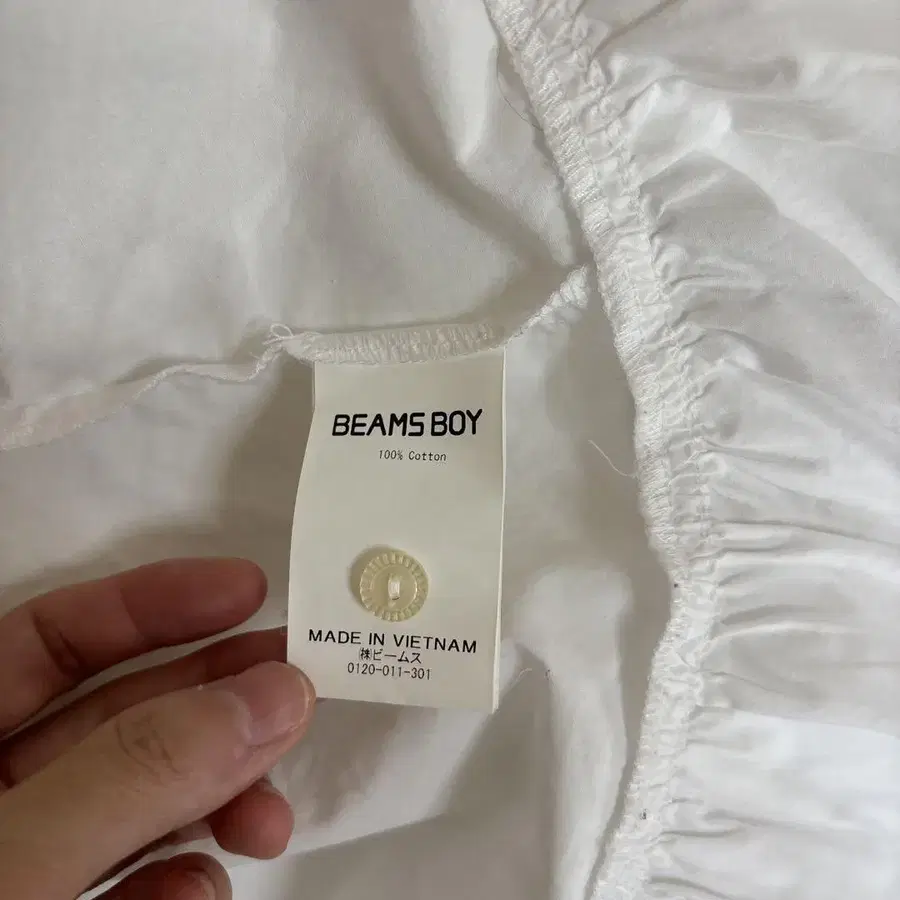 BEAMS BOY
100% Cotton
MADE IN VIETNAM
㈱ビームス
0120-011-301